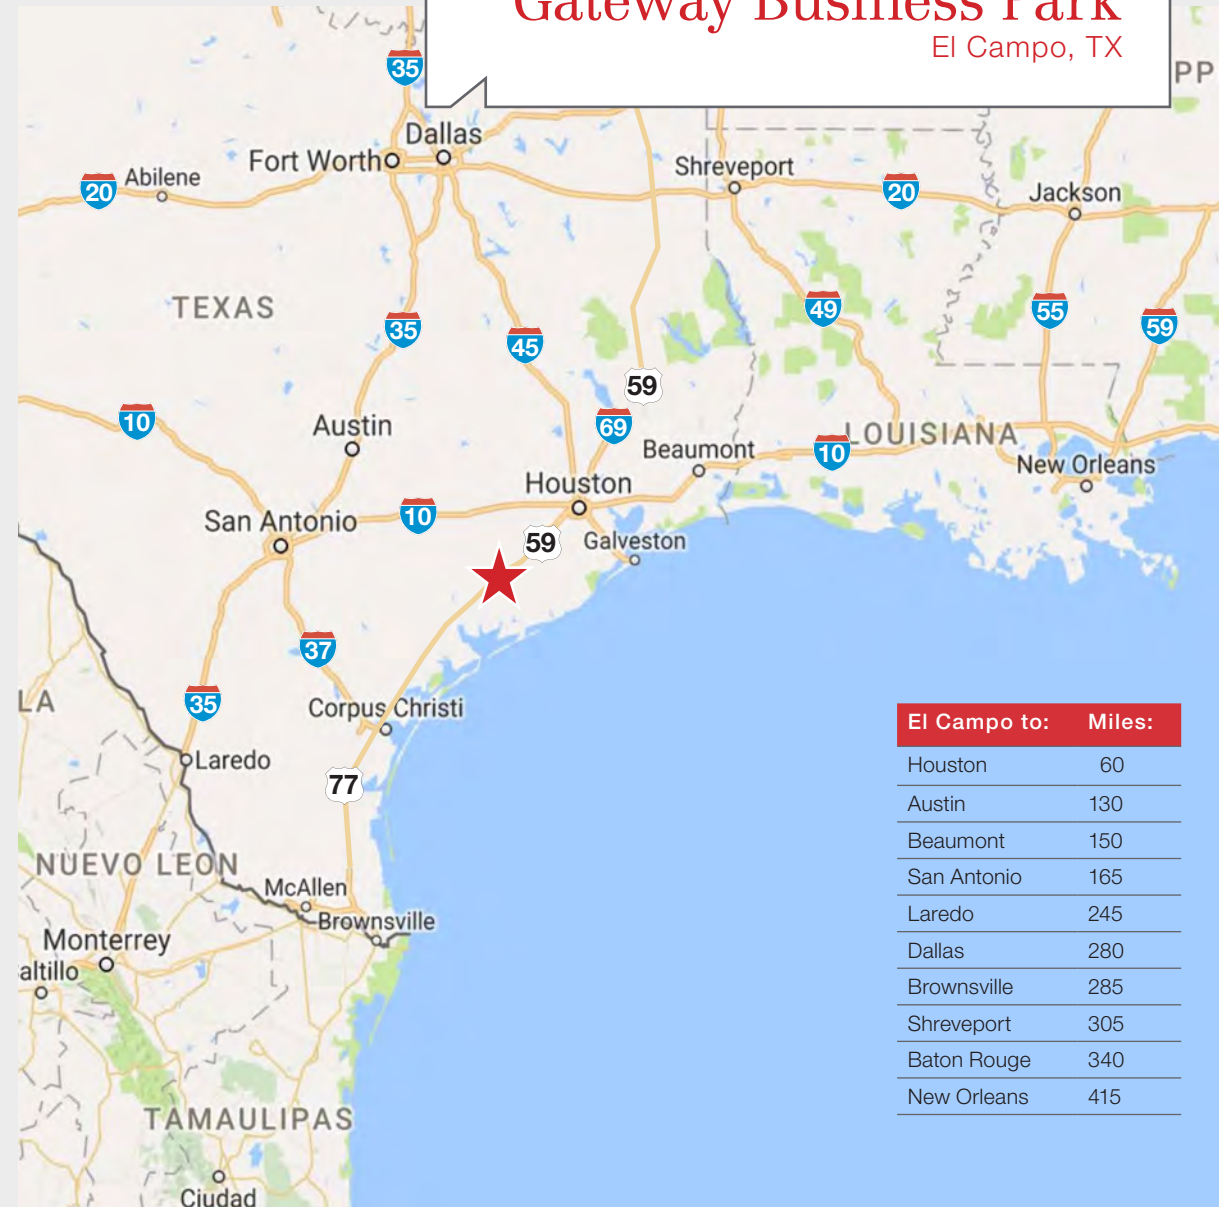 Gateway Business Park
El Campo, TX
PP
35
Dallas
Fort Worth
Shreveport
20
Abilene
20
Jackson
TEXAS
35
45
49
55
59
59
10
69
Austin
Beaumont
10
LOUISIANA
New Orleans
Houston
San Antonio
10
59
Galveston
37
35
LA
Corpus Christi
Laredo
77
NUEVO LEON
McAllen
Brownsville
Monterrey
altillo
TAMAULIPAS
Ciudad
El Campo to: Miles:
Houston 60
Austin 130
Beaumont 150
San Antonio 165
Laredo 245
Dallas 280
Brownsville 285
Shreveport 305
Baton Rouge 340
New Orleans 415